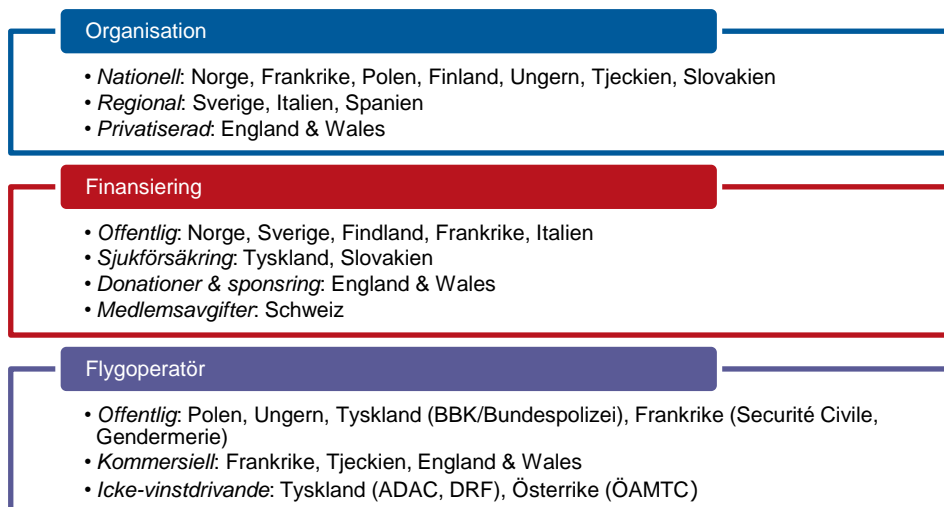 Organisation
• Nationell: Norge, Frankrike, Polen, Finland, Ungern, Tjeckien, Slovakien
• Regional: Sverige, Italien, Spanien
• Privatiserad: England & Wales
Finansiering
• Offentlig: Norge, Sverige, Findland, Frankrike, Italien
• Sjukförsäkring: Tyskland, Slovakien
• Donationer & sponsring: England & Wales
• Medlemsavgifter: Schweiz
Flygoperatör
• Offentlig: Polen, Ungern, Tyskland (BBK/Bundespolizei), Frankrike (Securité Civile,
Gendermerie)
• Kommersiell: Frankrike, Tjeckien, England & Wales
• Icke-vinstdrivande: Tyskland (ADAC, DRF), Österrike (ÖAMTC)